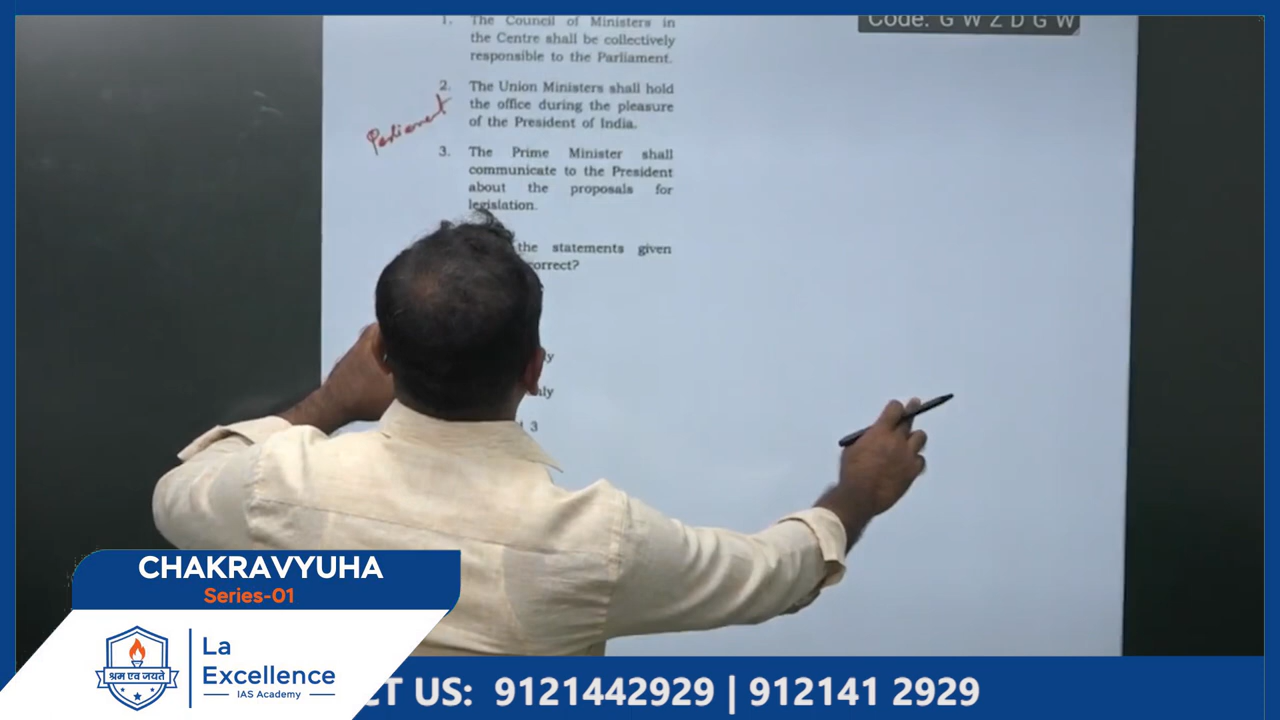 Code: G W Z D G W
1. The Council of Ministers in
the Centre shall be collectively
responsible to the Parliament.
2. The Union Ministers shall hold
the office during the pleasure
of the President of India.
Parliament
3. The Prime Minister shall
communicate to the President
about the proposals for
legislation.
the statements given
correct?
3
CHAKRAVYUHA
Series-01
श्रम एव जयते
La
Excellence
IAS Academy
US: 9121442929 | 912141 2929